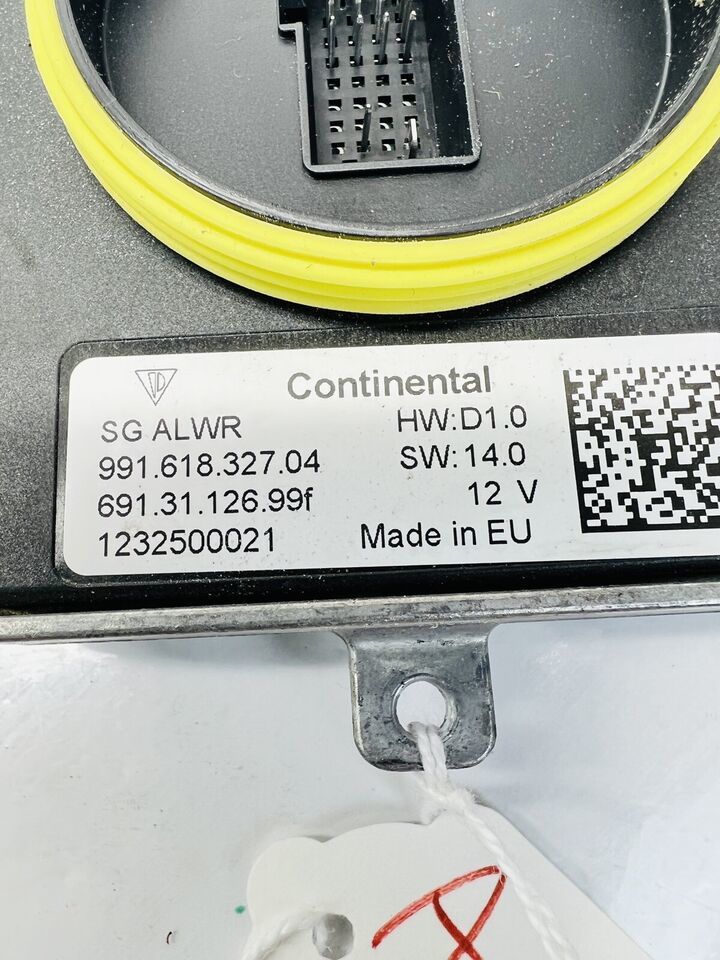 Continental
SG ALWR HW:D1.0
991.618.327.04 SW:14.0
691.31.126.99f 12 V
1232500021 Made in EU